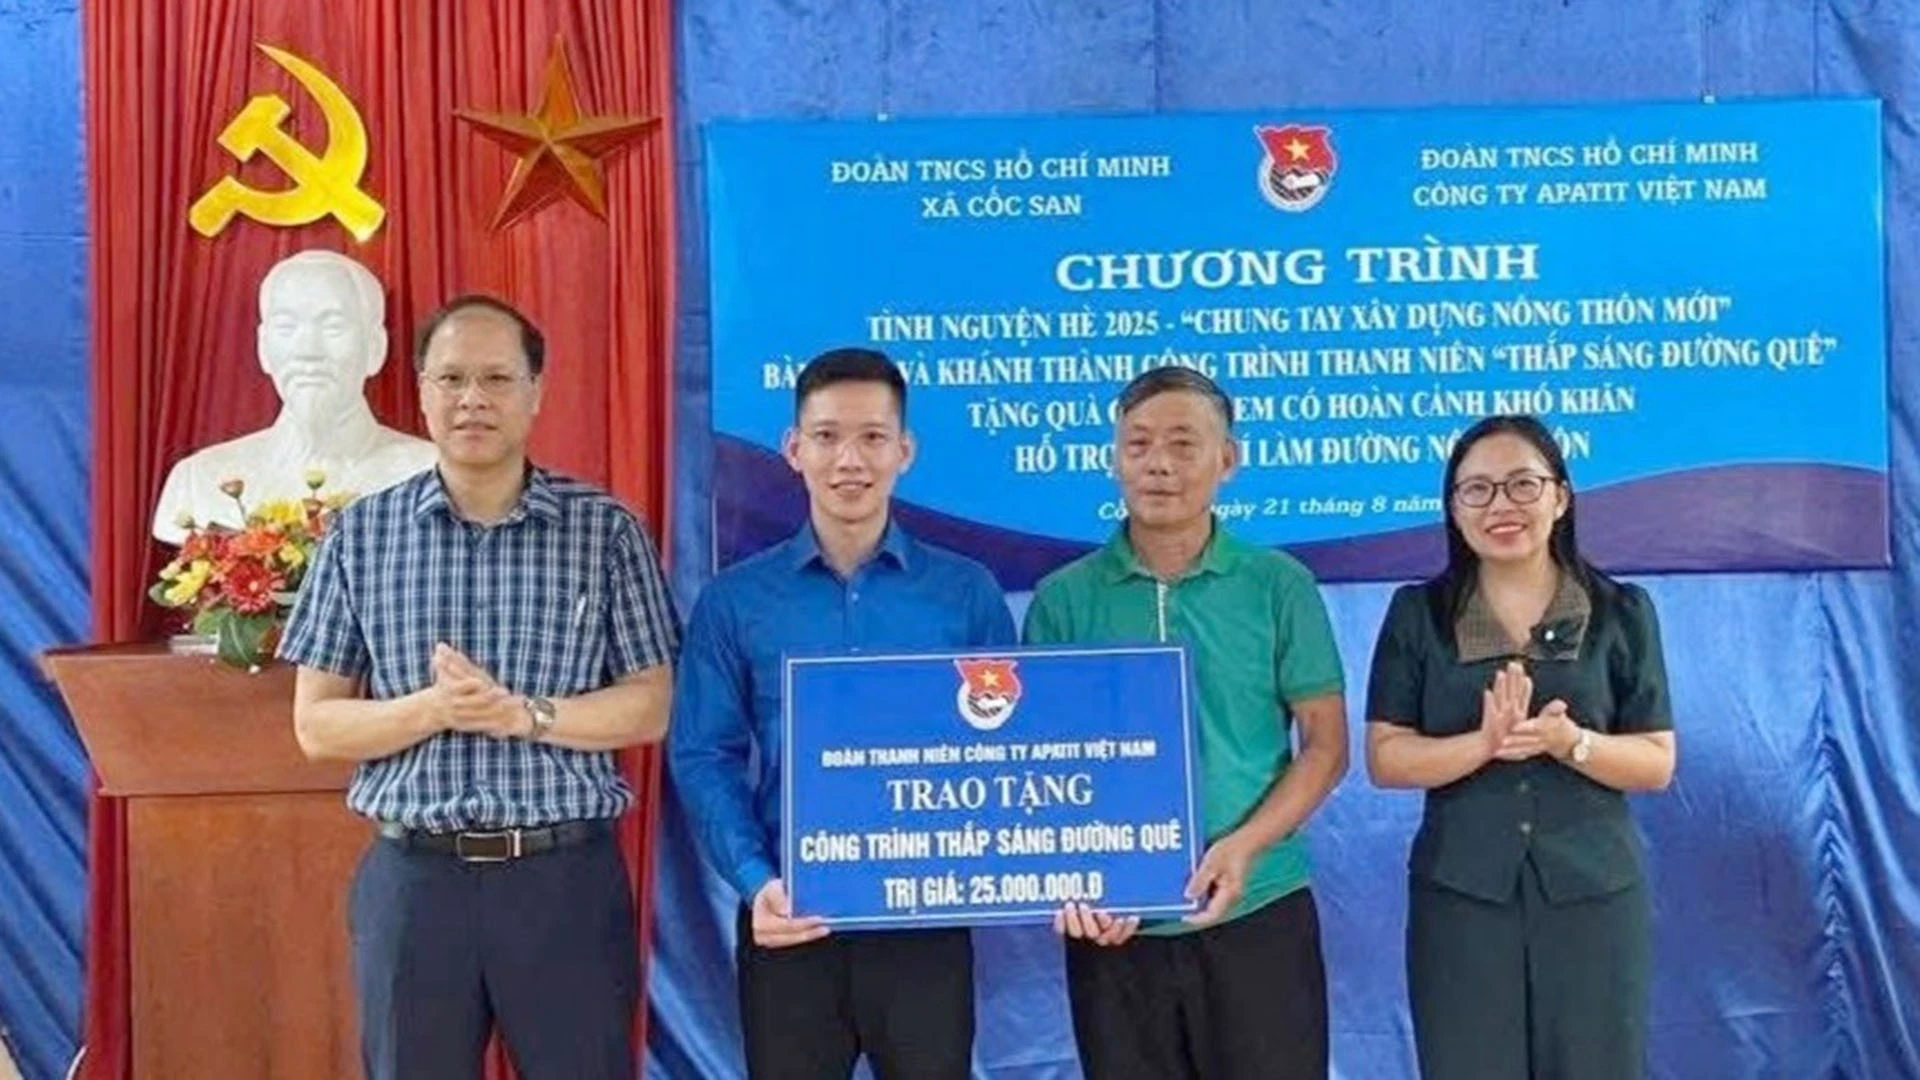 ĐOÀN TNCS HỒ CHÍ MINH
XÃ CỐC SAN
ĐOÀN TNCS HỒ CHÍ MINH
CÔNG TY APATIT VIỆT NAM
CHƯƠNG TRÌNH
TÌNH NGUYỆN HÈ 2025 - “CHUNG TAY XÂY DỰNG NÔNG THÔN MỚI”
VÀ KHÁNH THÀNH CÔNG TRÌNH THANH NIÊN “THẮP SÁNG ĐƯỜNG QUÊ”
TẶNG QUÀ EM CÓ HOÀN CẢNH KHÓ KHĂN
HỖ TRỢ LÀM ĐƯỜNG
21 tháng 8 năm
ĐOÀN THANH NIÊN CÔNG TY APATIT VIỆT NAM
TRAO TẶNG
CÔNG TRÌNH THẮP SÁNG ĐƯỜNG QUÊ
TRỊ GIÁ: 25.000.000.Đ